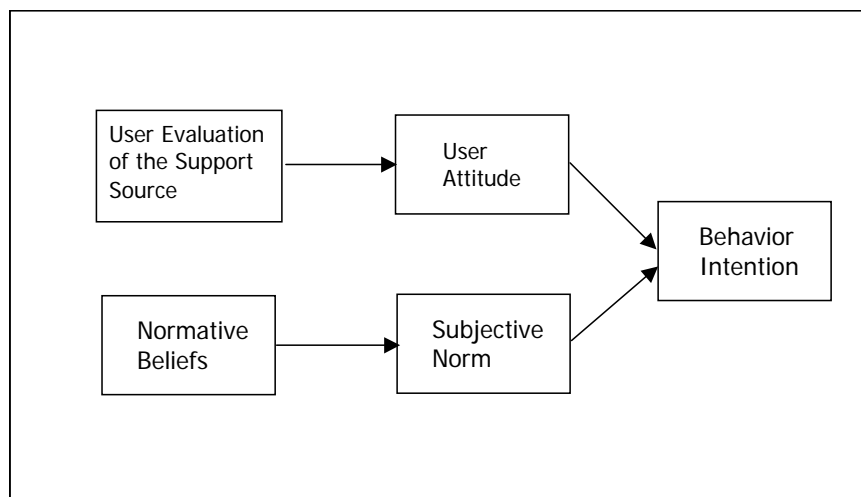 User Evaluation
of the Support
Source
User
Attitude
Behavior
Intention
Normative
Beliefs
Subjective
Norm